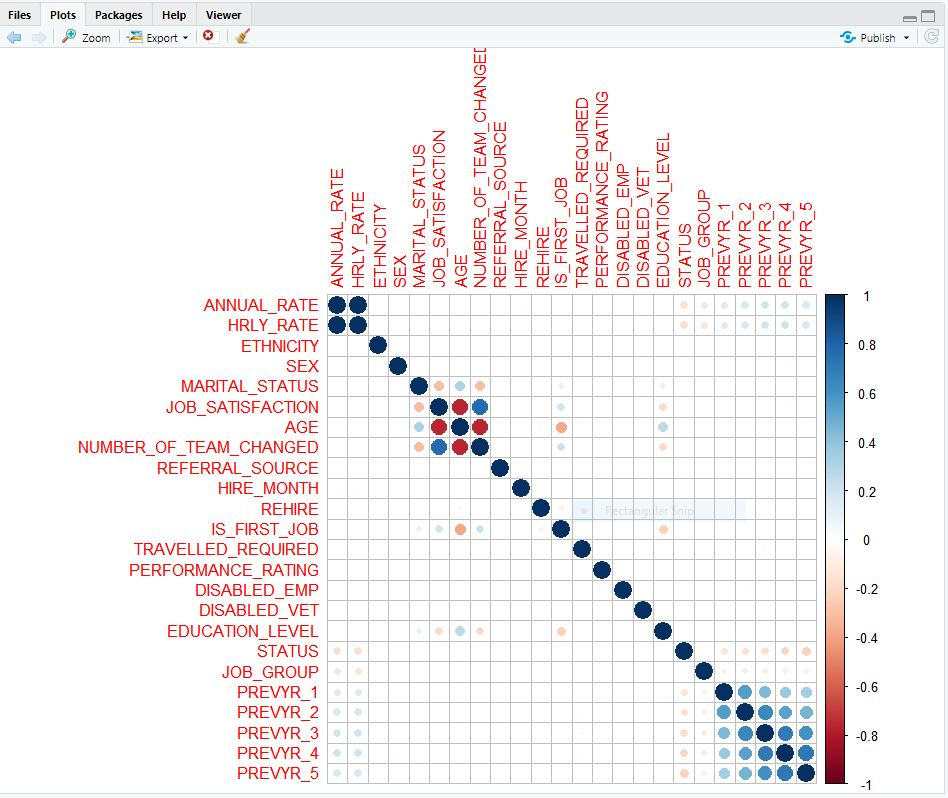 Files Plots Packages Help Viewer
Zoom Export Publish
ANNUAL_RATE
HRLY_RATE
ETHNICITY
SEX
MARITAL_STATUS
JOB_SATISFACTION
AGE
NUMBER_OF_TEAM_CHANGED
REFERRAL_SOURCE
HIRE_MONTH
REHIRE
IS_FIRST_JOB
TRAVELLED_REQUIRED
PERFORMANCE_RATING
DISABLED_EMP
DISABLED_VET
EDUCATION_LEVEL
STATUS
JOB_GROUP
PREVYR_1
PREVYR_2
PREVYR_3
PREVYR_4
PREVYR_5
ANNUAL_RATE
HRLY_RATE
ETHNICITY
SEX
MARITAL_STATUS
JOB_SATISFACTION
AGE
NUMBER_OF_TEAM_CHANGED
REFERRAL_SOURCE
HIRE_MONTH
REHIRE
IS_FIRST_JOB
TRAVELLED_REQUIRED
PERFORMANCE_RATING
DISABLED_EMP
DISABLED_VET
EDUCATION_LEVEL
STATUS
JOB_GROUP
PREVYR_1
PREVYR_2
PREVYR_3
PREVYR_4
PREVYR_5
Rectangular Snip
1
0.8
0.6
0.4
0.2
0
-0.2
-0.4
-0.6
-0.8
-1